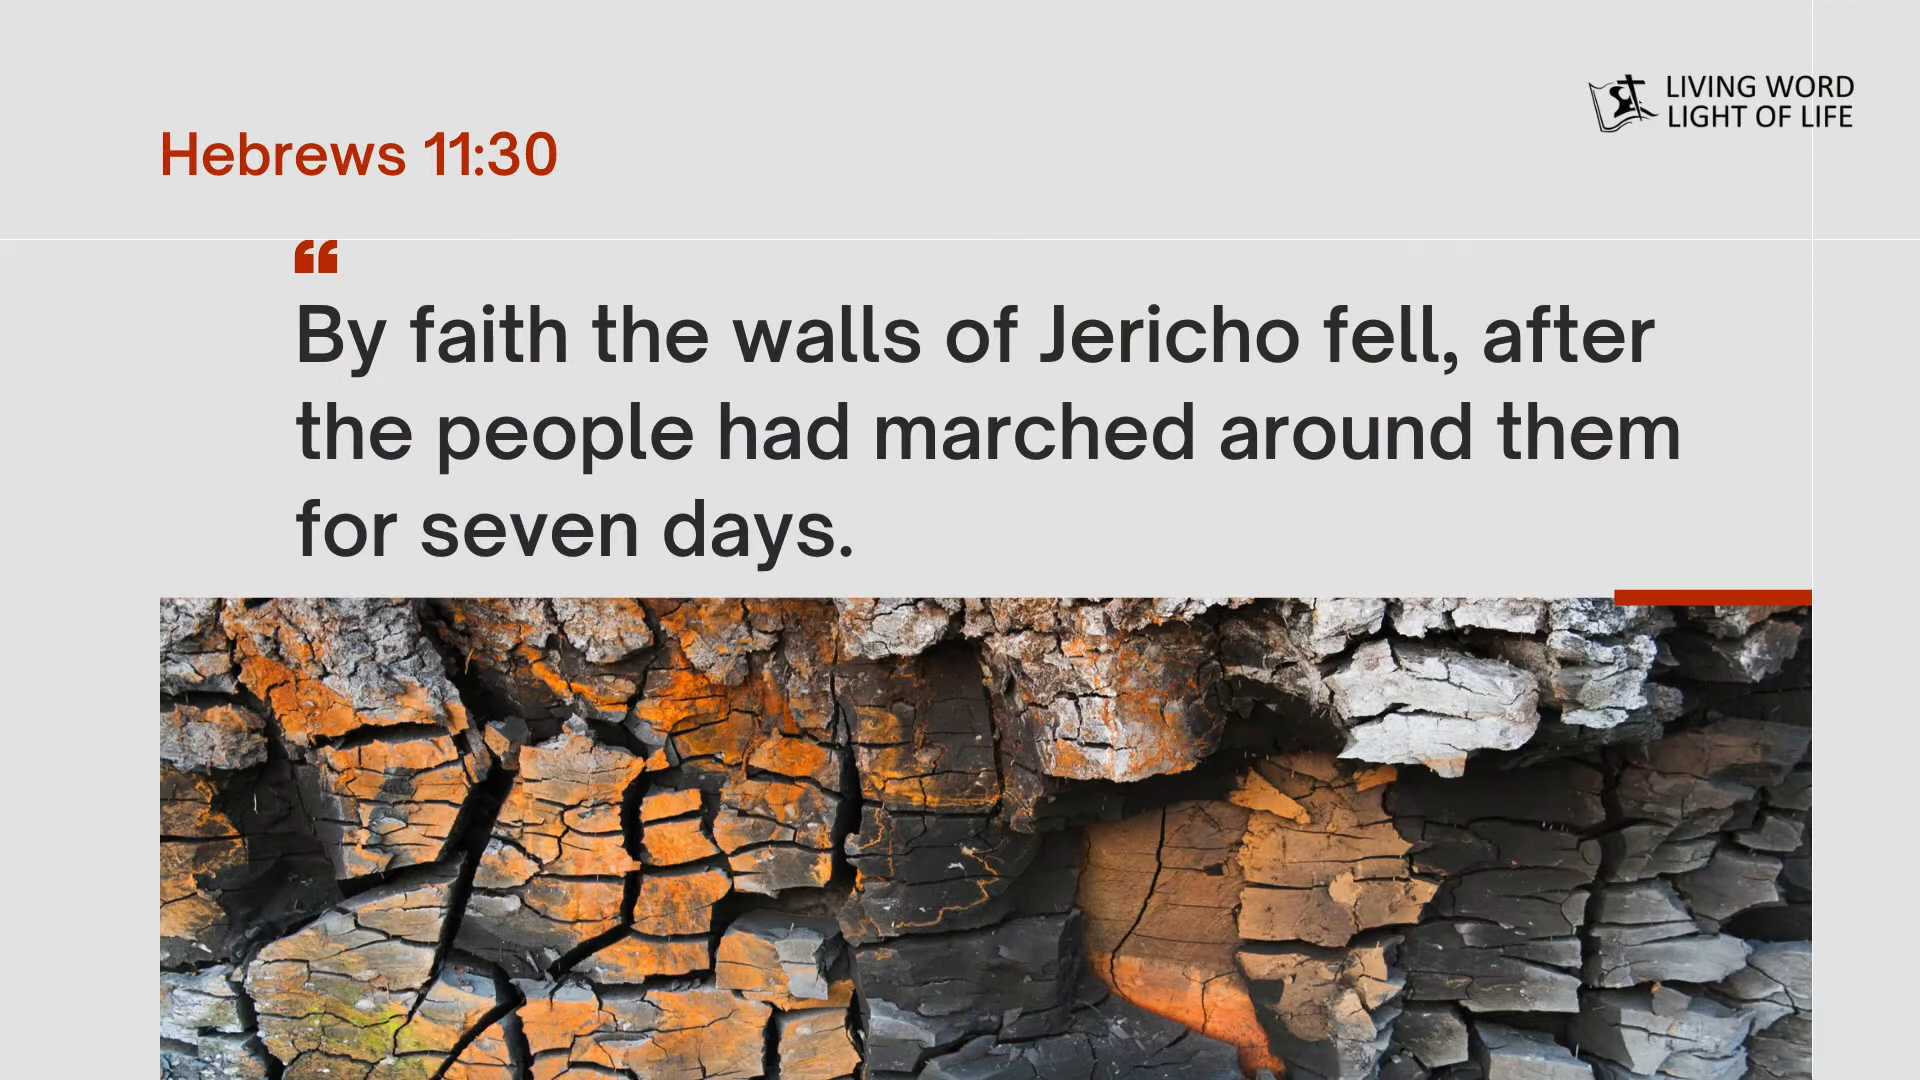 LIVING WORD
LIGHT OF LIFE
Hebrews 11:30
“
By faith the walls of Jericho fell, after
the people had marched around them
for seven days.